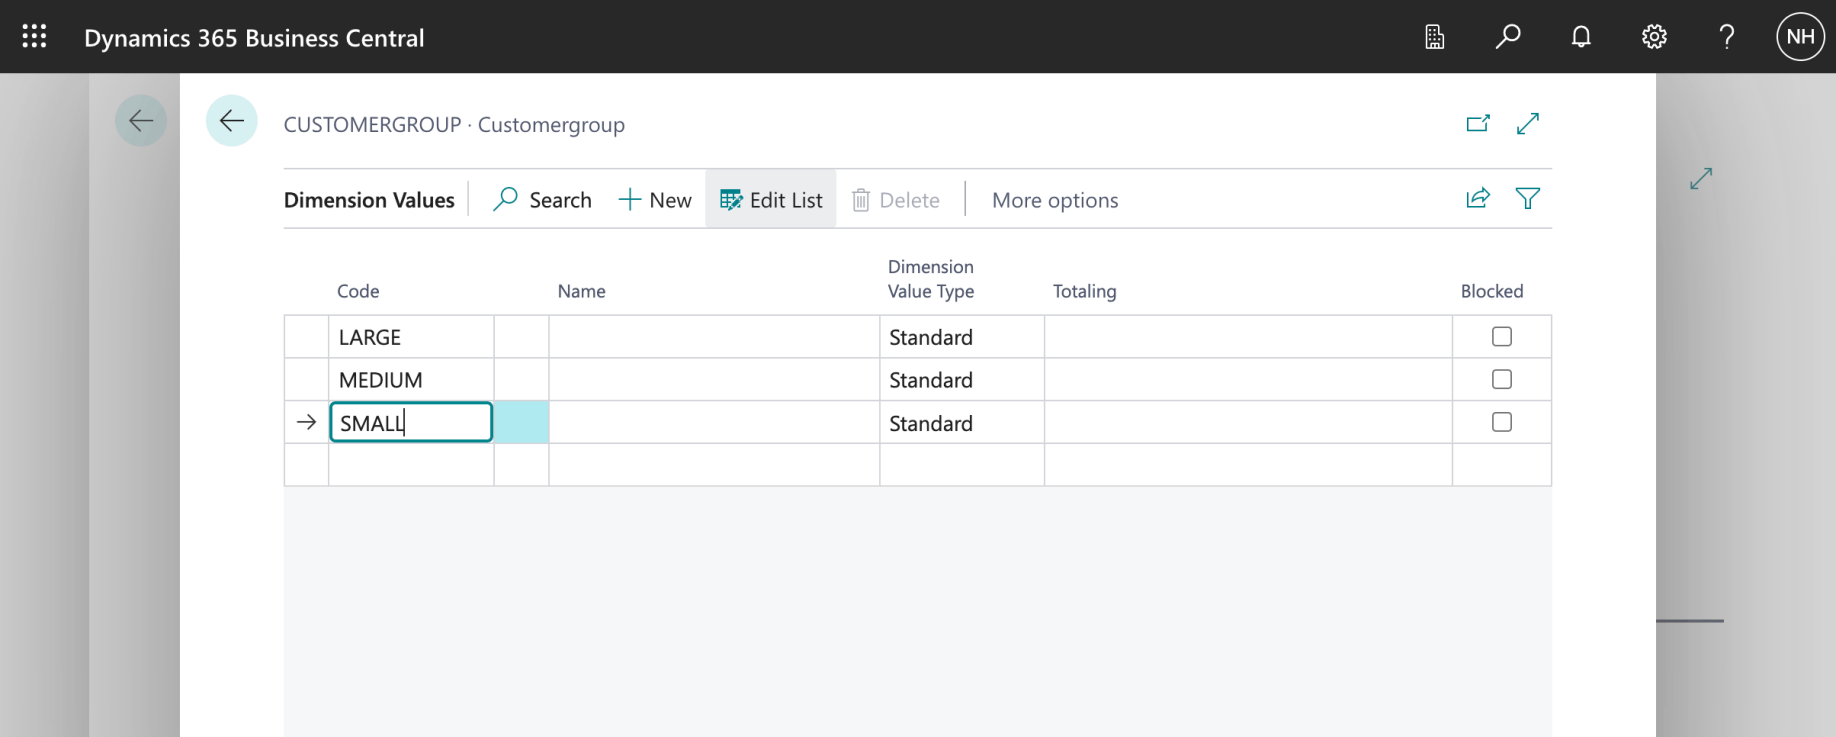 Dynamics 365 Business Central
NH
CUSTOMERGROUP · Customergroup
Dimension Values Search New Edit List Delete More options
Code Name Dimension Value Type Totaling Blocked
LARGE Standard
MEDIUM Standard
SMALL Standard